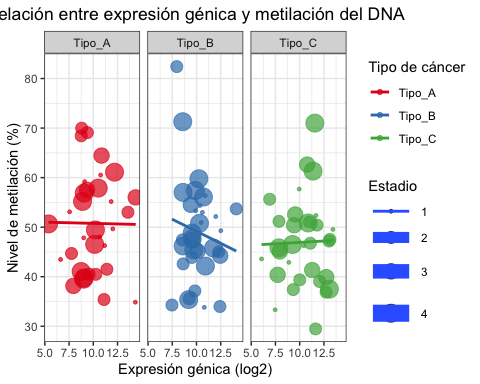 elación entre expresión génica y metilación del DNA
Tipo_A Tipo_B Tipo_C
80
70
60
50
40
30
Nivel de metilación (%)
5.0 7.5 10.0 12.5 5.0 7.5 10.0 12.5 5.0 7.5 10.0 12.5
Expresión génica (log2)
Tipo de cáncer
Tipo_A
Tipo_B
Tipo_C
Estadio
1
2
3
4